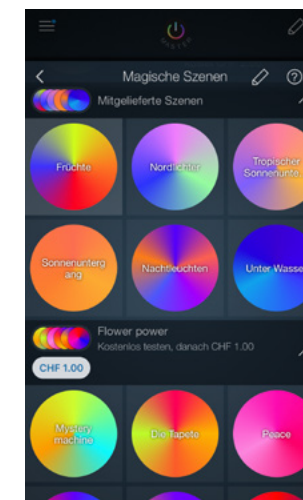 MASTER
Magische Szenen
Mitgelieferte Szenen
Früchte
Nordlichter
Tropischer
Sonnenunte...
Sonnenunterg
ang
Nachtleuchten
Unter Wasse
Flower power
Kostenlos testen, danach CHF 1.00
CHF 1.00
Mystery
machine
Die Tapete
Peace